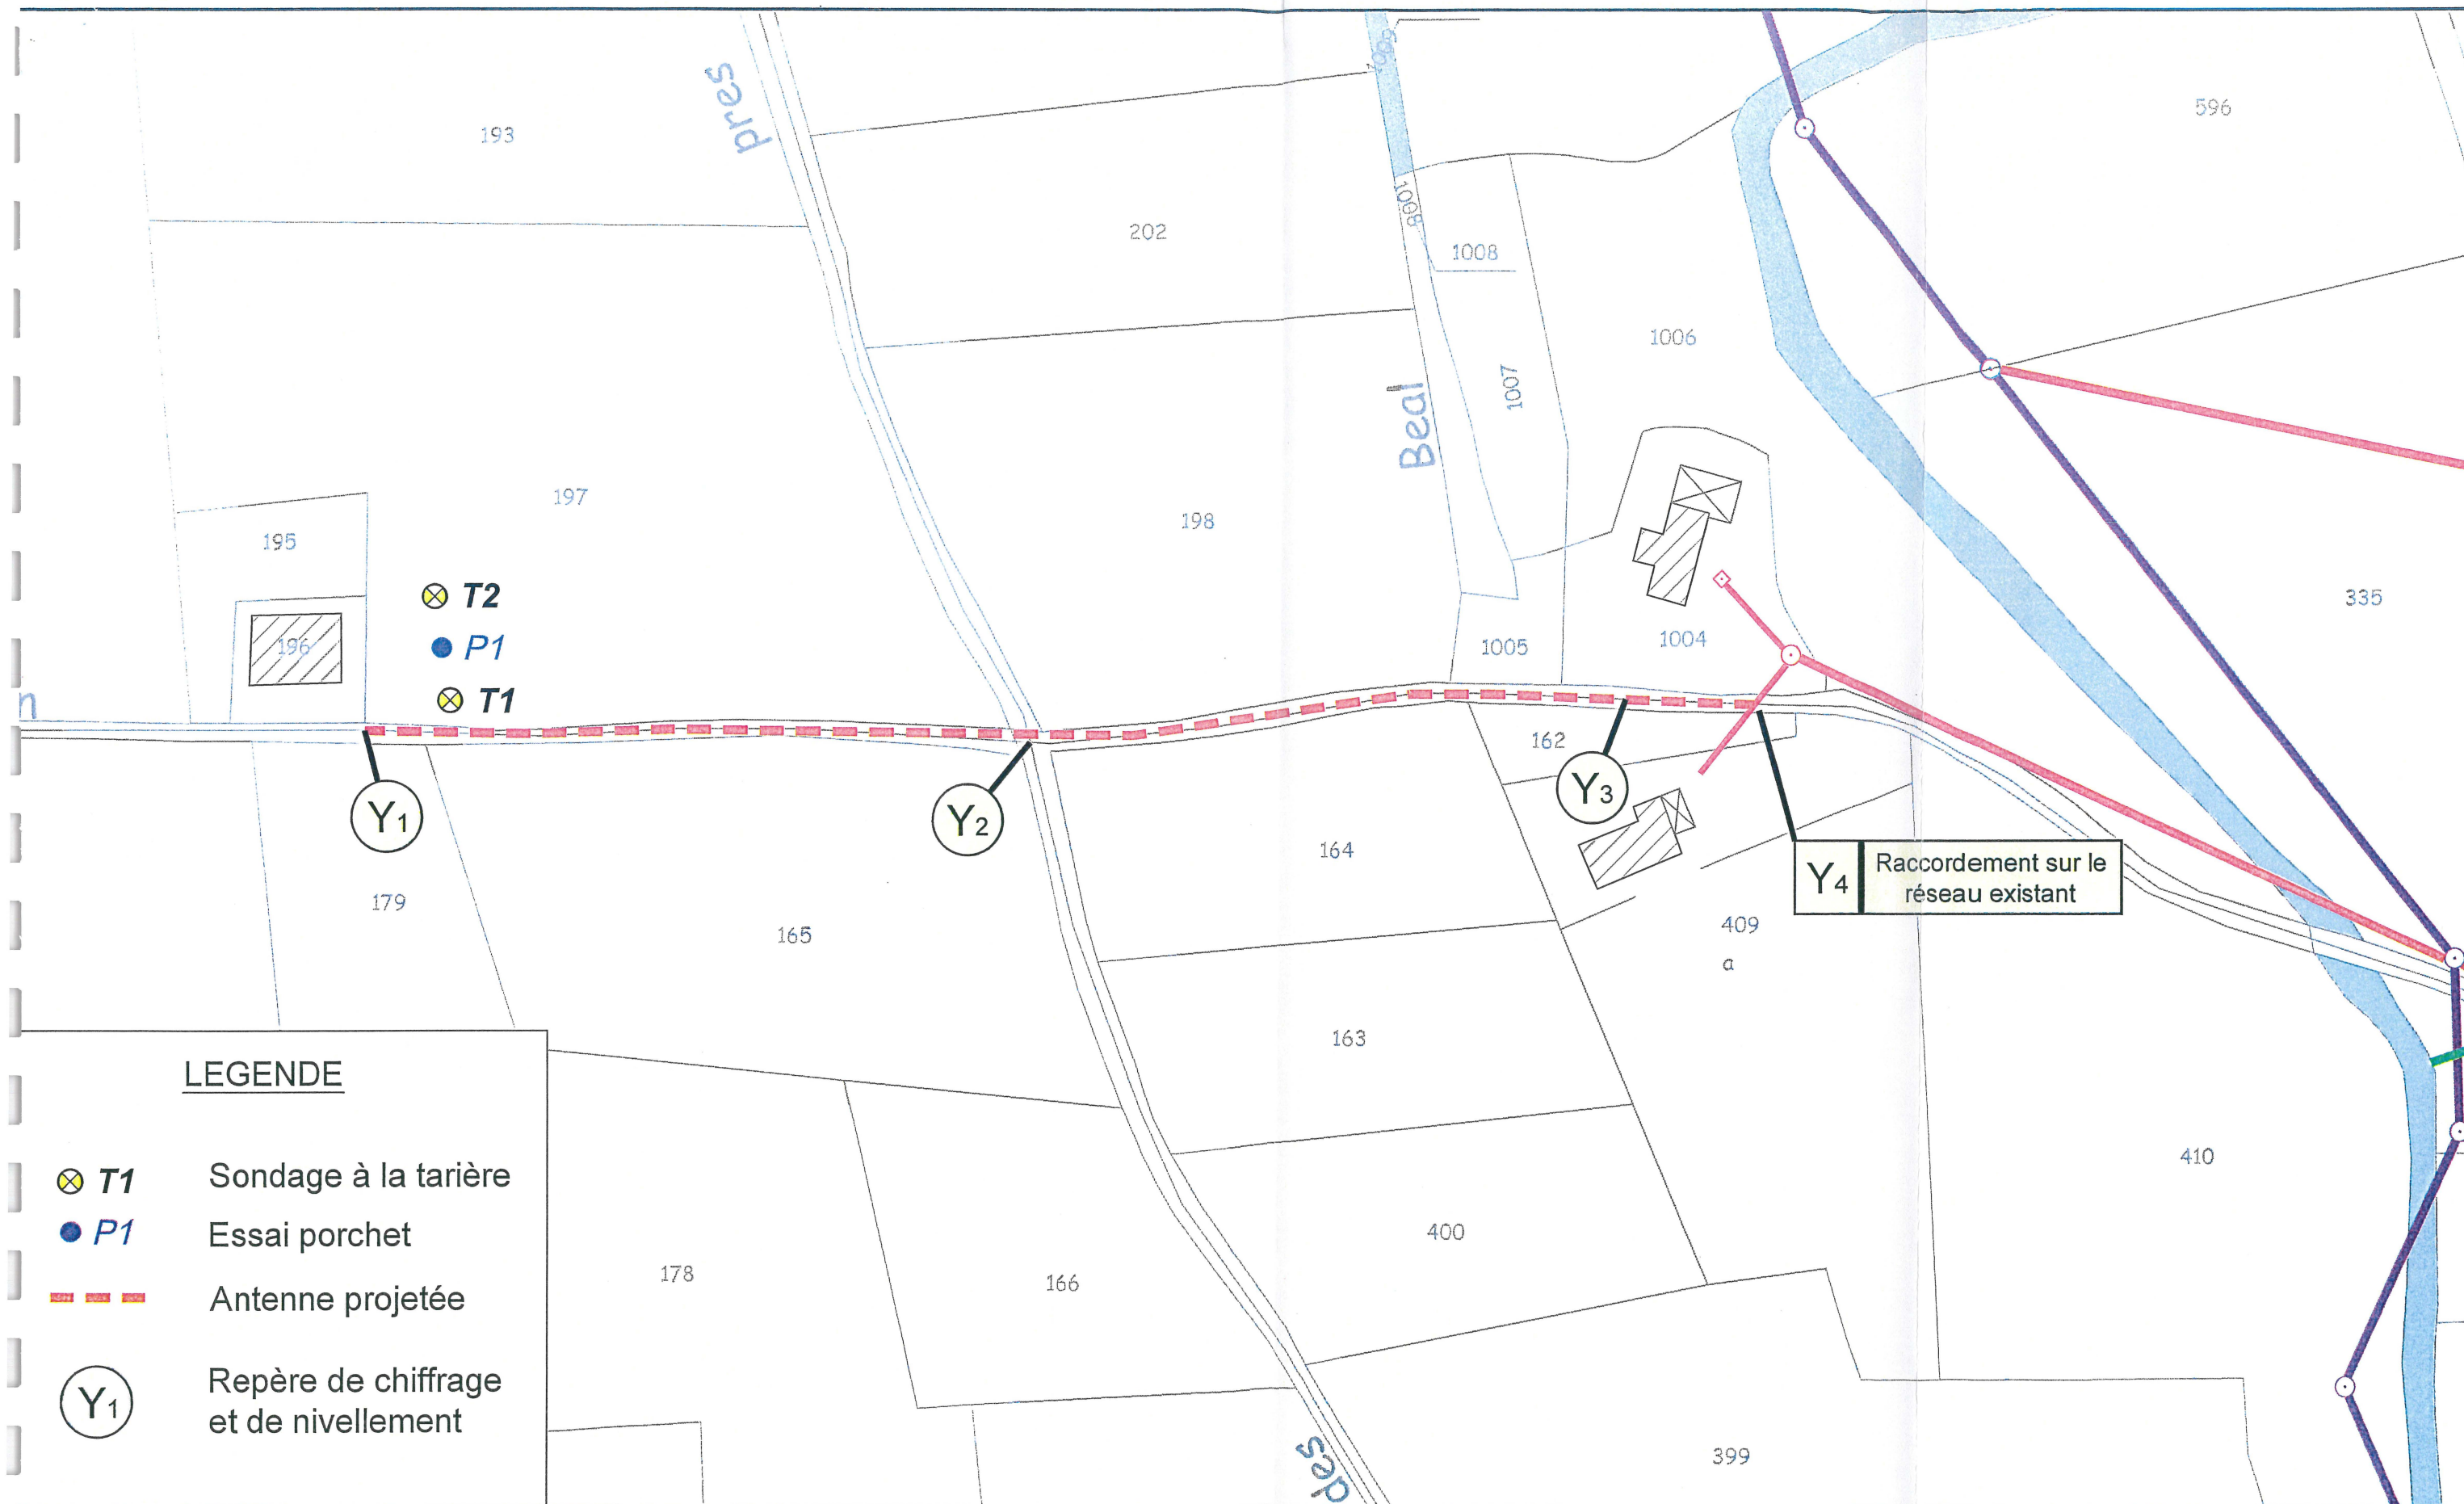 pres
193
596
202
1008
1008
1006
1007
Beal
197
198
195
335
T2
196
P1
1005
1004
T1
n
162
Y1
Y2
Y3
164
Y4
Raccordement sur le
réseau existant
179
165
409
a
163
LEGENDE
410
T1
Sondage à la tarière
P1
Essai porchet
400
178
166
Antenne projetée
Y1
Repère de chiffrage
et de nivellement
des
399